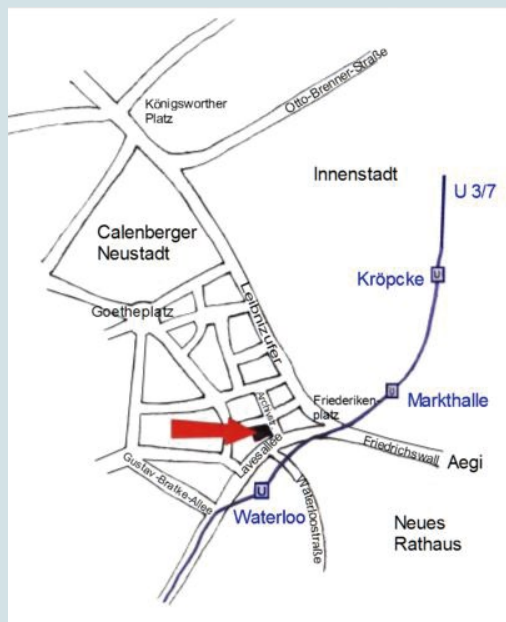 Königsworther
Platz
Otto-Brenner-Straße
Innenstadt
U 3/7
Calenberger
Neustadt
U
Kröpcke
Leibnizufer
Goetheplatz
Friederiken
platz
U
Markthalle
Archivstr.
Lavesallee
Friedrichswall
Aegi
Gustav-Bratke-Allee
Waterloostraße
U
Waterloo
Neues
Rathaus